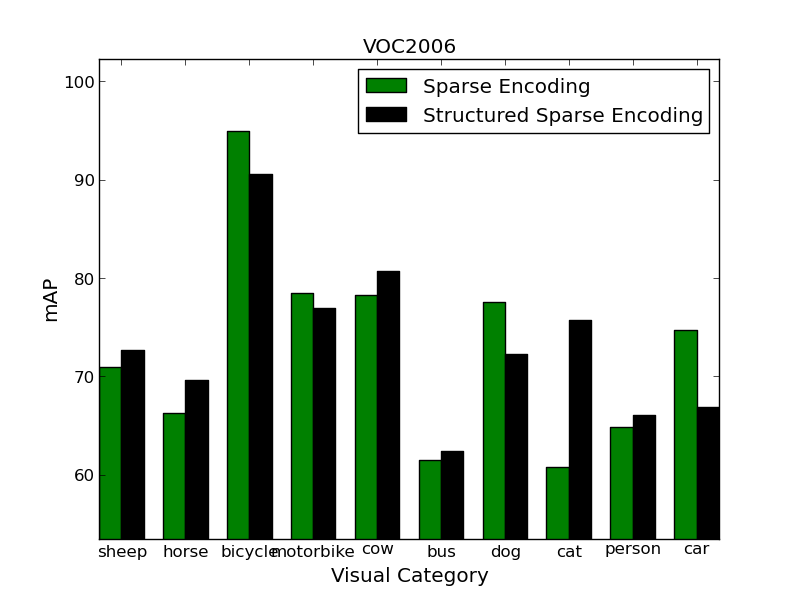 VOC2006
Sparse Encoding
Structured Sparse Encoding
100
90
80
70
60
mAP
sheep horse bicycle motorbike cow bus dog cat person car
Visual Category